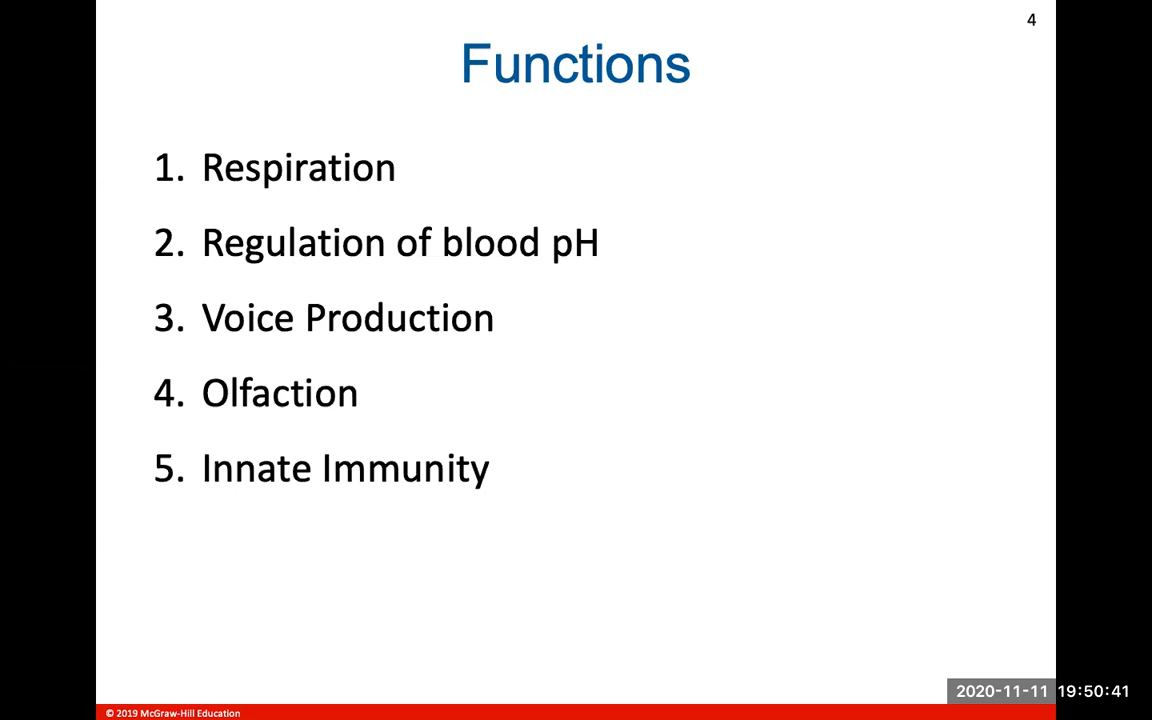 4
Functions
1. Respiration
2. Regulation of blood pH
3. Voice Production
4. Olfaction
5. Innate Immunity
2020-11-11 19:50:41
© 2019 McGraw-Hill Education